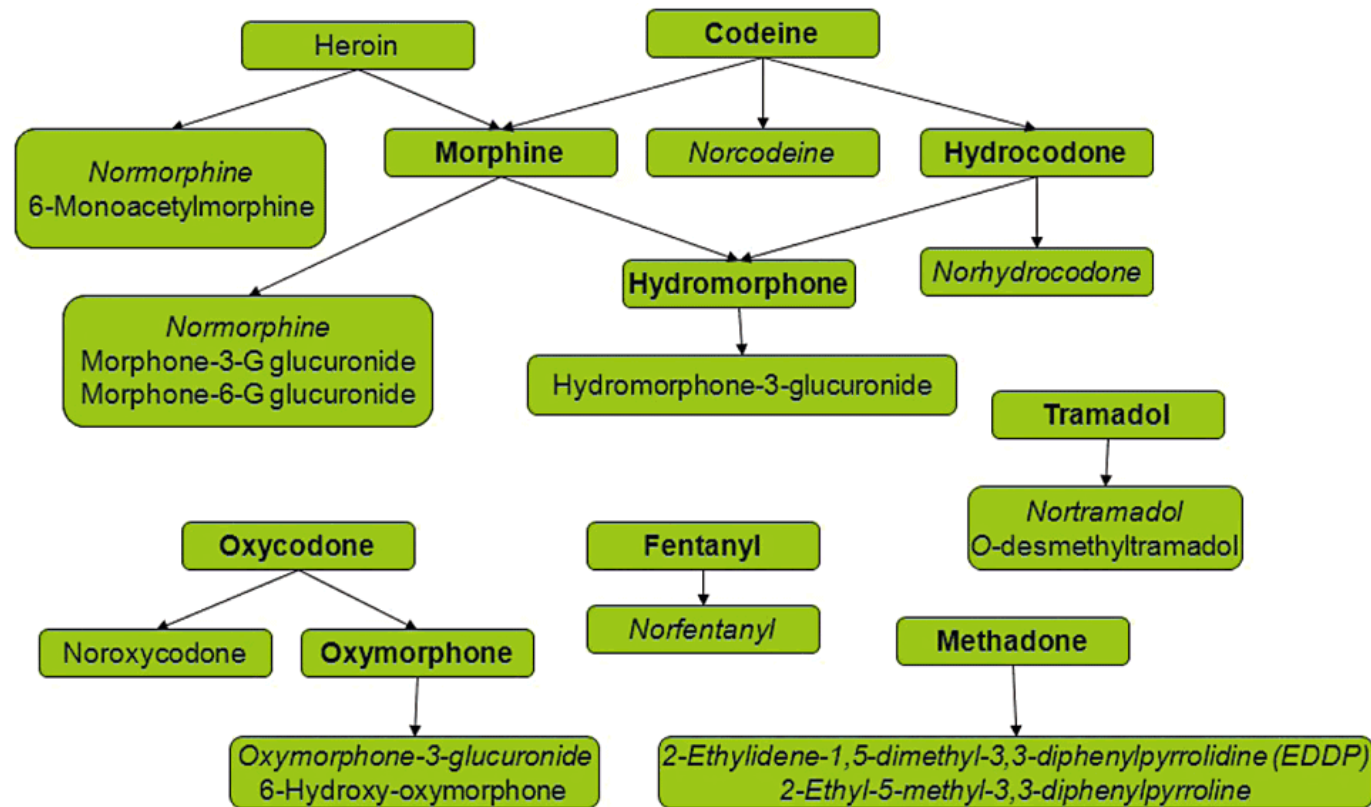 Heroin
Codeine
Normorphine
6-Monoacetylmorphine
Morphine
Norcodeine
Hydrocodone
Hydromorphone
Norhydrocodone
Normorphine
Morphone-3-G glucuronide
Morphone-6-G glucuronide
Hydromorphone-3-glucuronide
Tramadol
Nortramadol
O-desmethyltramadol
Oxycodone
Fentanyl
Noroxycodone
Oxymorphone
Norfentanyl
Methadone
Oxymorphone-3-glucuronide
6-Hydroxy-oxymorphone
2-Ethylidene-1,5-dimethyl-3,3-diphenylpyrrolidine (EDDP)
2-Ethyl-5-methyl-3,3-diphenylpyrroline